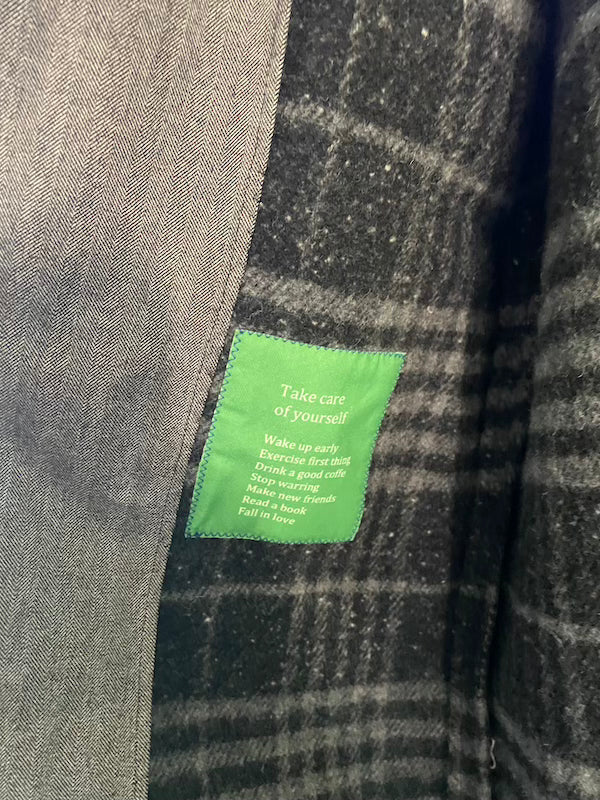 Take care
of yourself
Wake up early
Exercise first thing
Drink a good coffe
Stop warring
Make new friends
Read a book
Fall in love